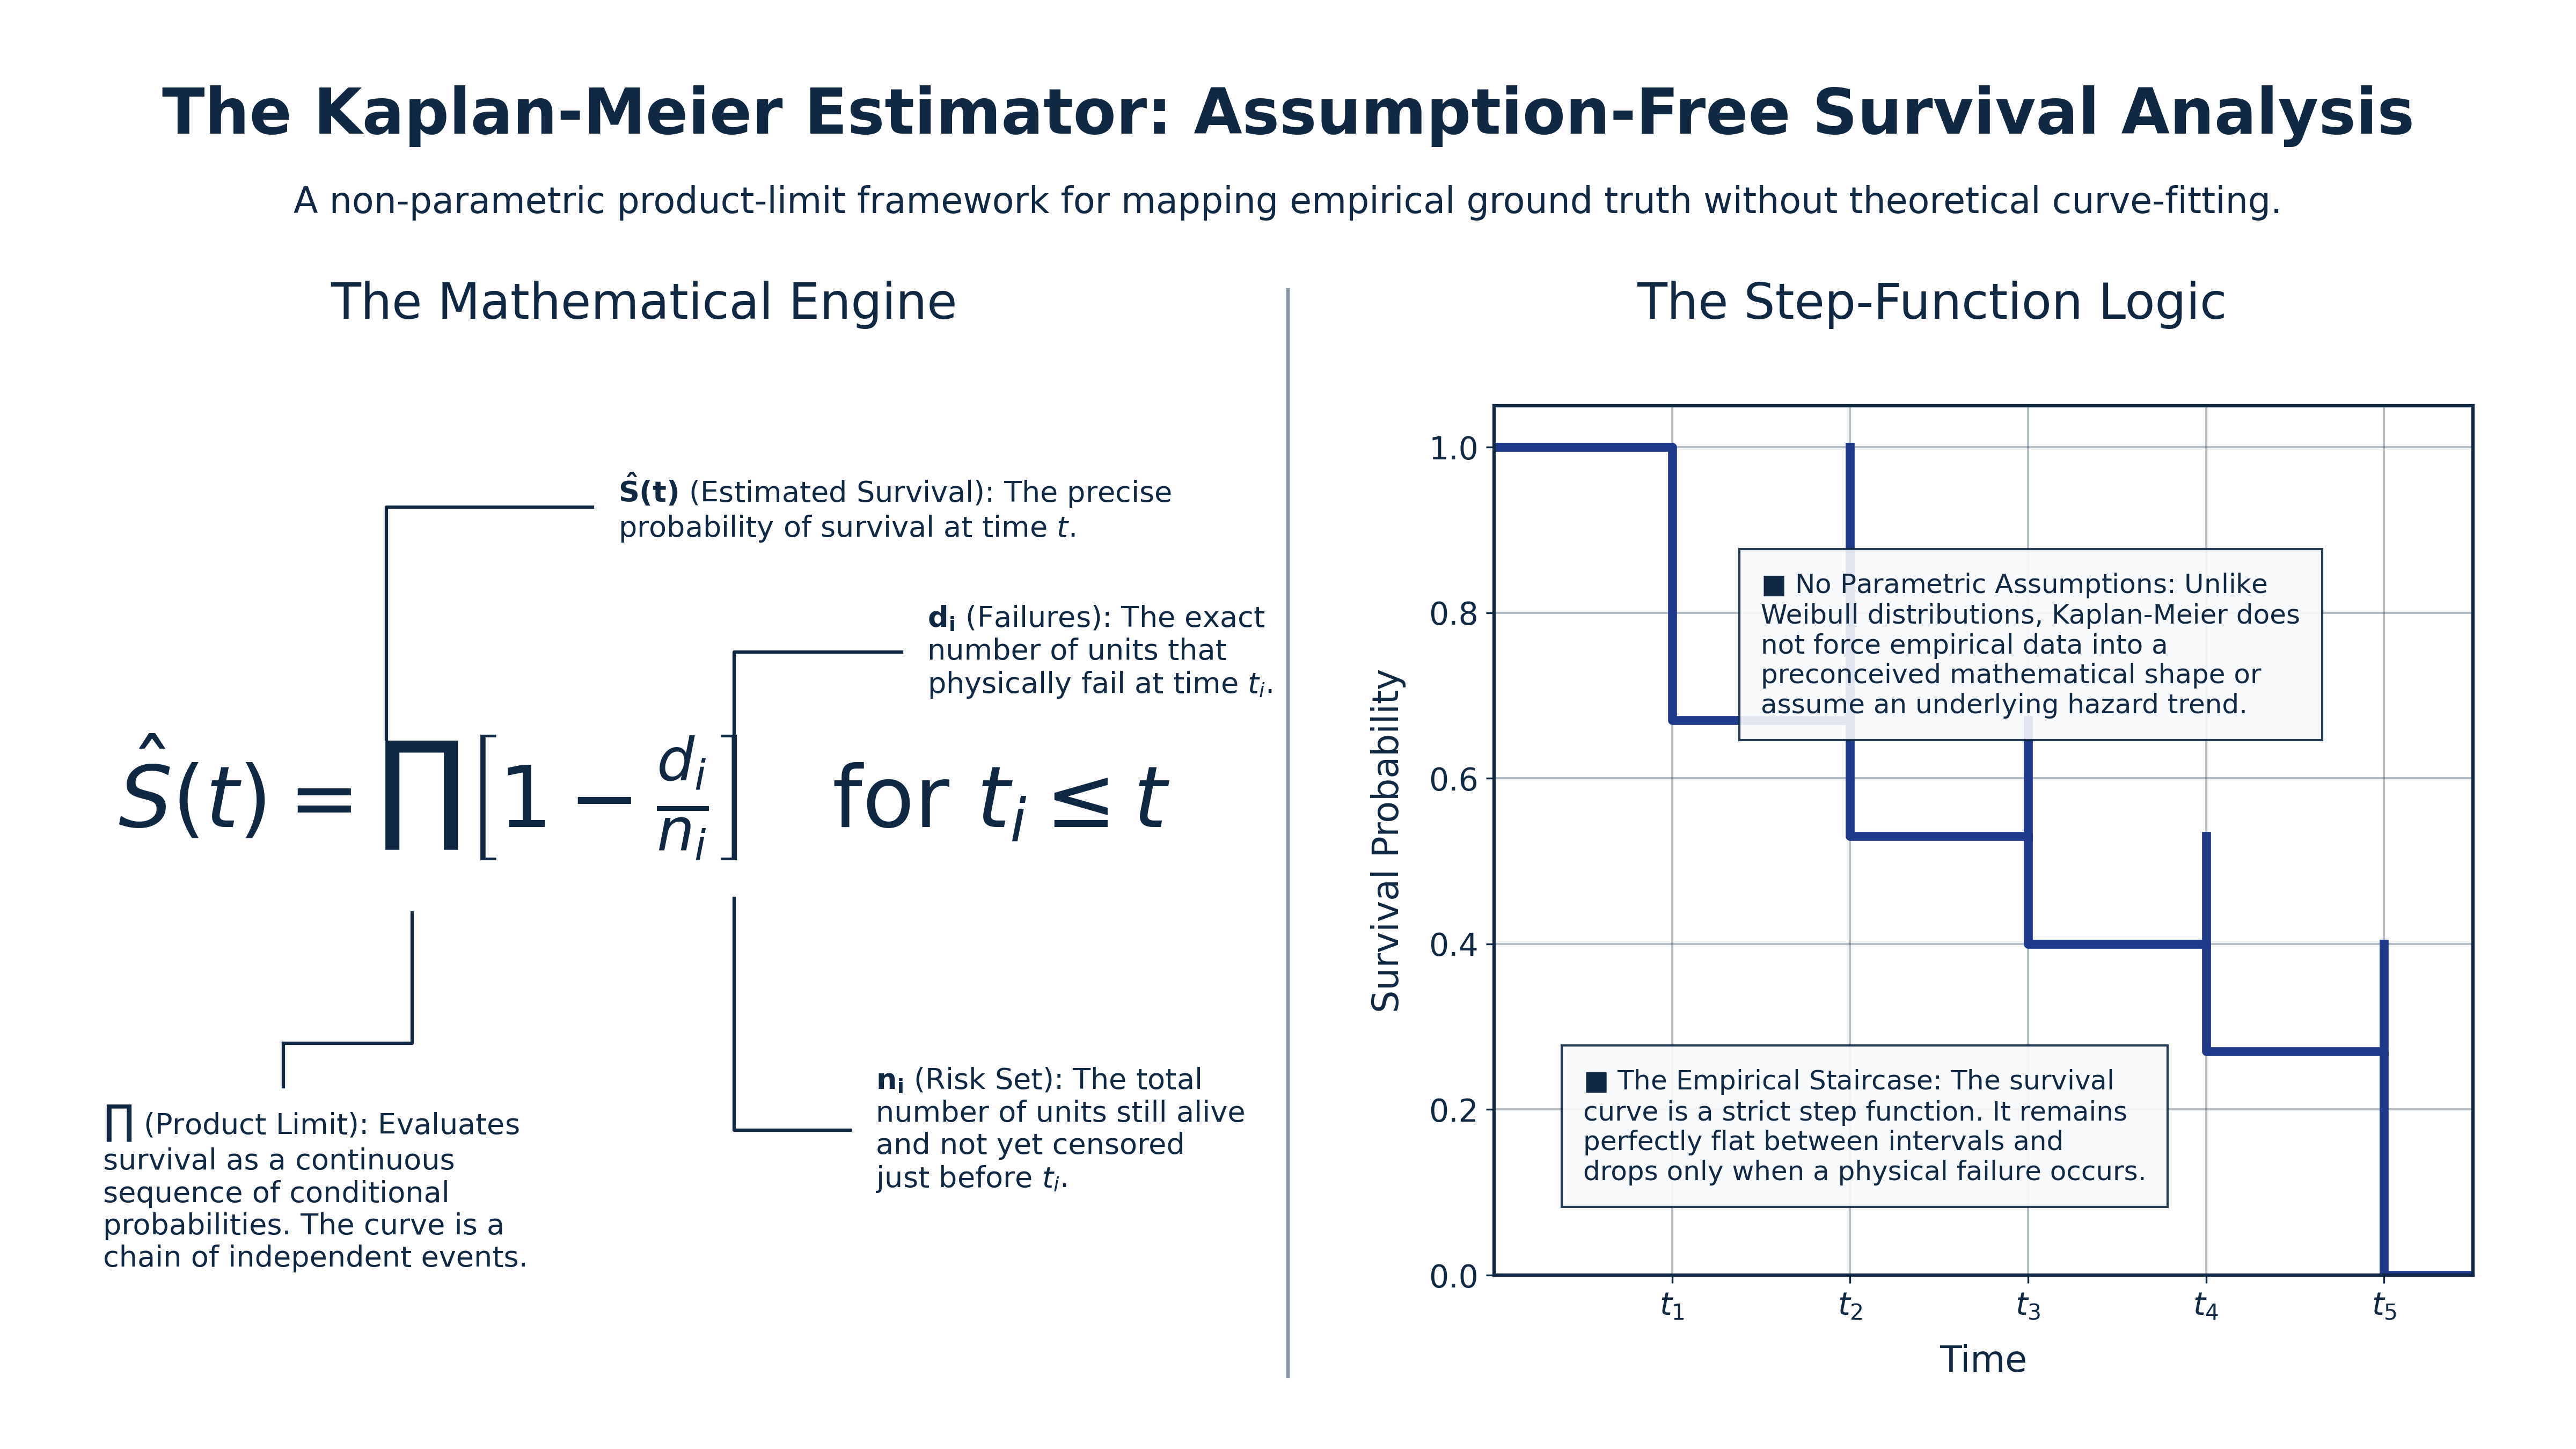 The Kaplan-Meier Estimator: Assumption-Free Survival Analysis
A non-parametric product-limit framework for mapping empirical ground truth without theoretical curve-fitting.
The Mathematical Engine
Ŝ(t) (Estimated Survival): The precise
probability of survival at time t.
dᵢ (Failures): The exact
number of units that
physically fail at time tᵢ.
Ŝ(t) = ∏ [1 − dᵢ/nᵢ] for tᵢ ≤ t
∏ (Product Limit): Evaluates
survival as a continuous
sequence of conditional
probabilities. The curve is a
chain of independent events.
nᵢ (Risk Set): The total
number of units still alive
and not yet censored
just before tᵢ.
The Step-Function Logic
Survival Probability
1.0
0.8
0.6
0.4
0.2
0.0
■ No Parametric Assumptions: Unlike
Weibull distributions, Kaplan-Meier does
not force empirical data into a
preconceived mathematical shape or
assume an underlying hazard trend.
■ The Empirical Staircase: The survival
curve is a strict step function. It remains
perfectly flat between intervals and
drops only when a physical failure occurs.
t₁ t₂ t₃ t₄ t₅
Time